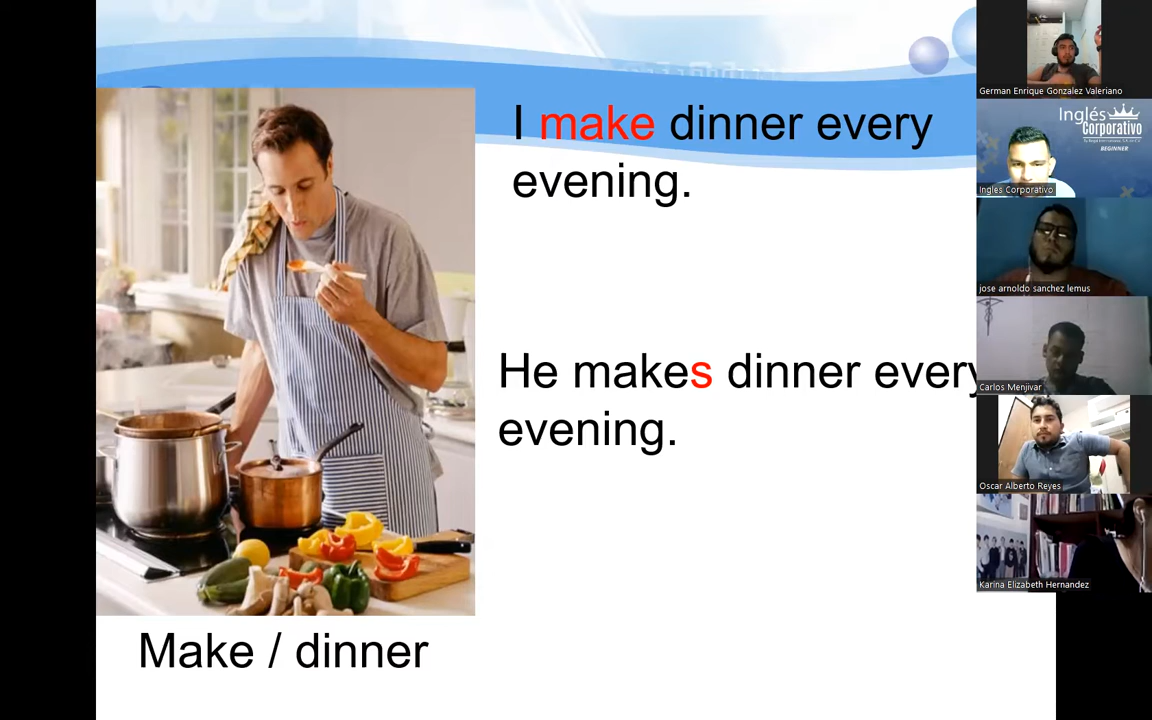 I make dinner every
evening.
He makes dinner every
evening.
Make / dinner
German Enrique Gonzalez Valeriano
Inglés
Corporativo
BEGINNER
Ingles Corporativo
jose arnoldo sanchez lemus
Carlos Menjivar
Oscar Alberto Reyes
Karina Elizabeth Hernandez